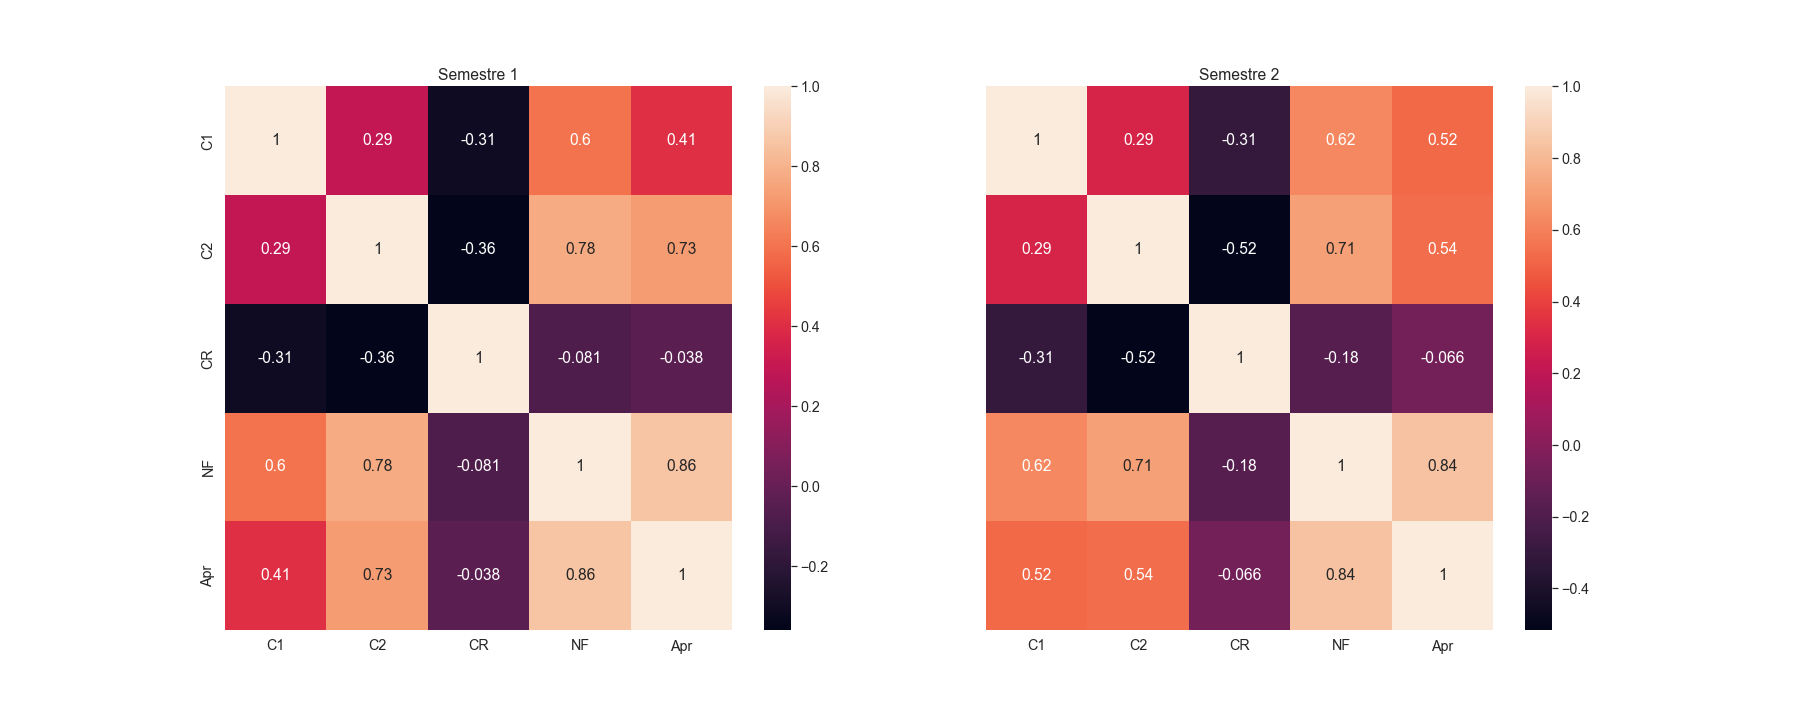 Semestre 1
C1 1 0.29 -0.31 0.6 0.41
C2 0.29 1 -0.36 0.78 0.73
CR -0.31 -0.36 1 -0.081 -0.038
NF 0.6 0.78 -0.081 1 0.86
Apr 0.41 0.73 -0.038 0.86 1
C1 C2 CR NF Apr
1.0
0.8
0.6
0.4
0.2
0.0
−0.2
Semestre 2
1 0.29 -0.31 0.62 0.52
0.29 1 -0.52 0.71 0.54
-0.31 -0.52 1 -0.18 -0.066
0.62 0.71 -0.18 1 0.84
0.52 0.54 -0.066 0.84 1
C1 C2 CR NF Apr
1.0
0.8
0.6
0.4
0.2
0.0
−0.2
−0.4